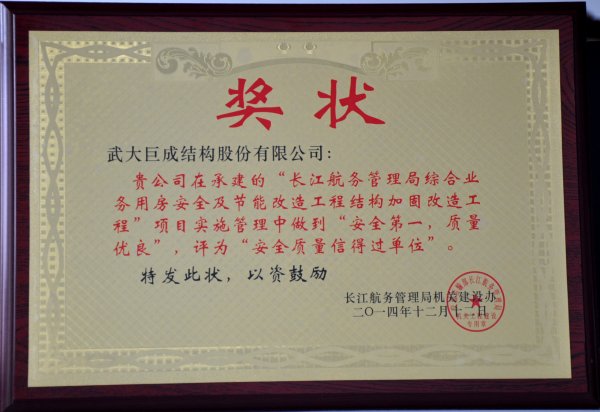 奖状
武大巨成结构股份有限公司：
贵公司在承建的“长江航务管理局综合业
务用房安全及节能改造工程结构加固改造工
程”项目实施管理中做到“安全第一，质量
优良”，评为“安全质量信得过单位”。
特发此状，以资鼓励
长江航务管理局机关建设办
二〇一四年十二月十一日
专用章